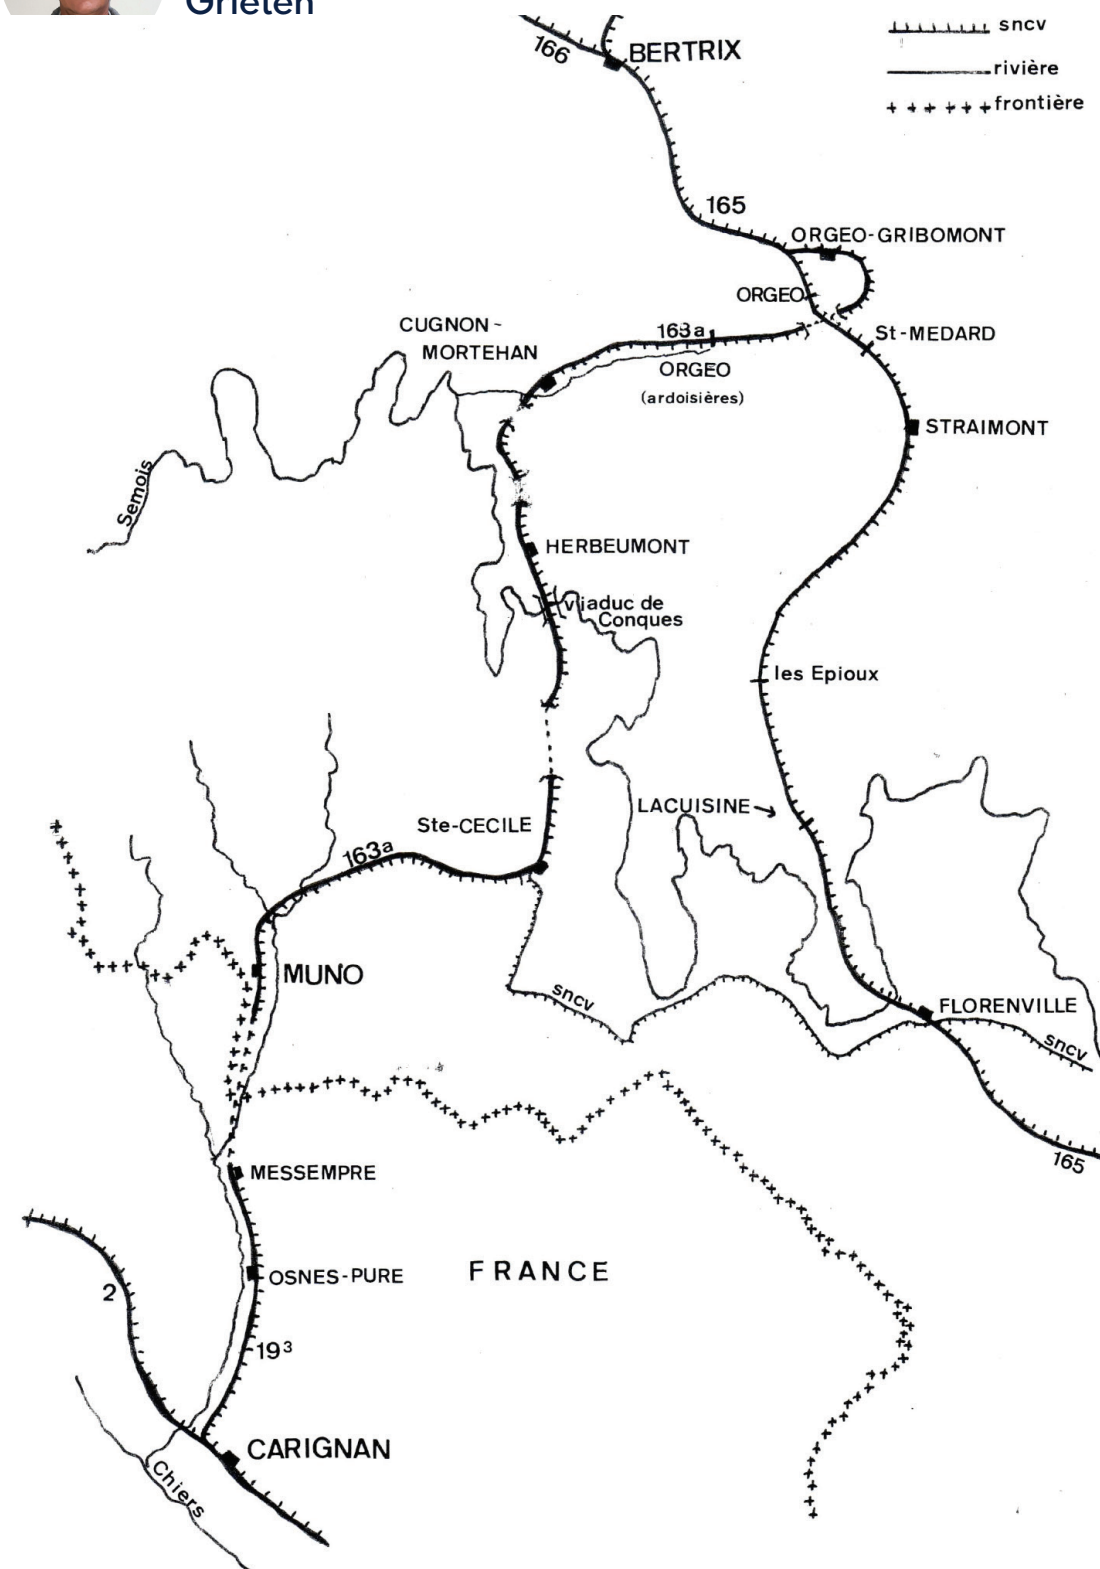 Grieten
sncv
rivière
frontière
166
BERTRIX
165
ORGEO-GRIBOMONT
ORGEO
St-MEDARD
CUGNON-
MORTEHAN
163a
ORGEO
(ardoisières)
STRAIMONT
Semois
HERBEUMONT
viaduc de
Conques
les Epioux
LACUISINE
Ste-CECILE
163a
MUNO
sncv
FLORENVILLE
sncv
165
MESSEMPRE
OSNES-PURE
FRANCE
2
19³
CARIGNAN
Chiers